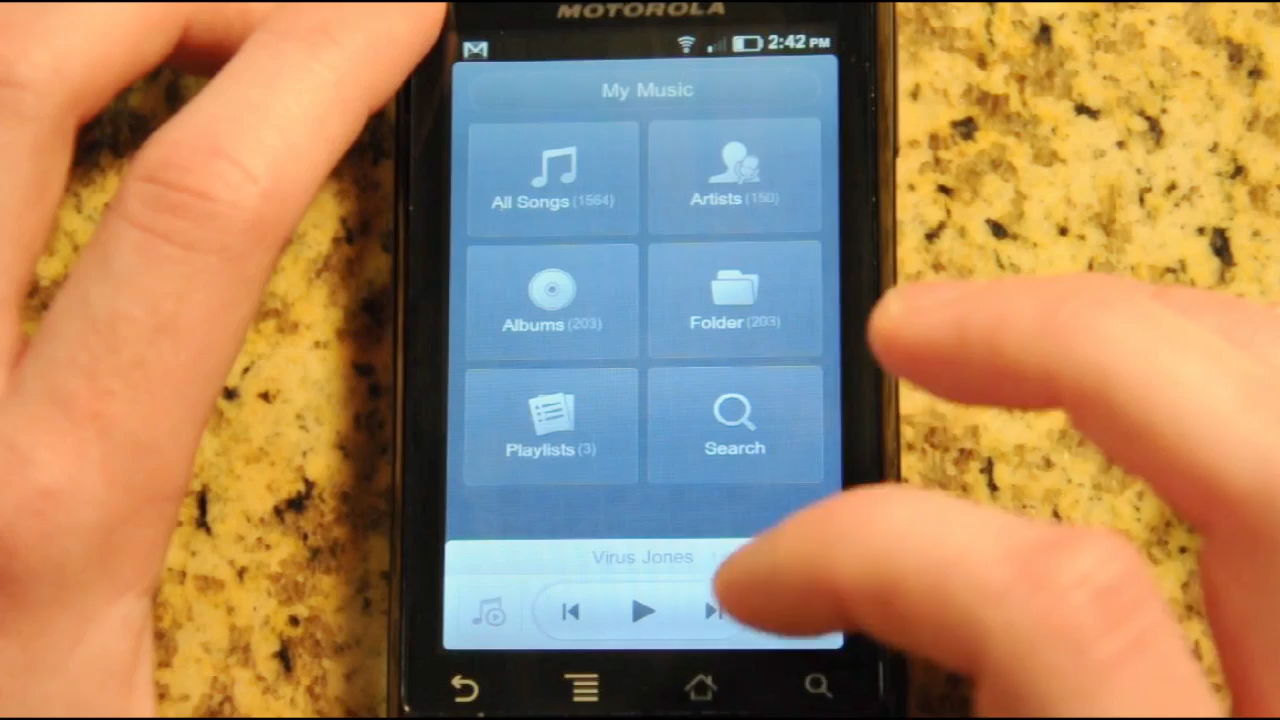 MOTOROLA
2:42 PM
My Music
All Songs (1564)
Artists (150)
Albums (203)
Folder (203)
Playlists (3)
Search
Virus Jones